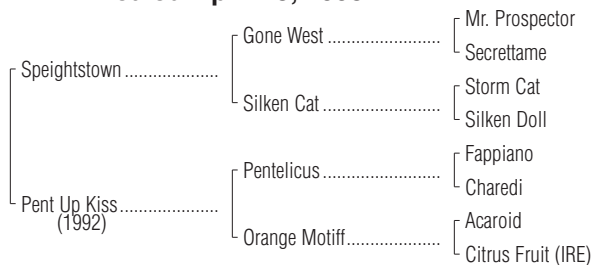 Mr. Prospector
Gone West
Secrettame
Speightstown
Storm Cat
Silken Cat
Silken Doll
Fappiano
Pentelicus
Charedi
Pent Up Kiss
(1992)
Acaroid
Orange Motiff
Citrus Fruit (IRE)